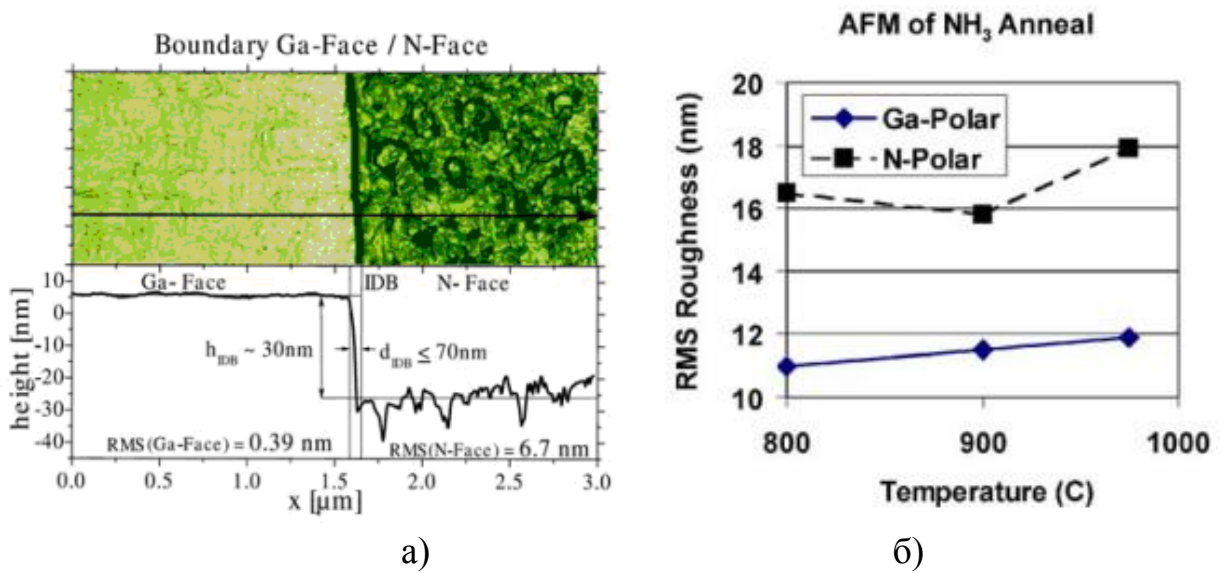 Boundary Ga-Face / N-Face
Ga- Face
IDB
N- Face
height [nm]
10
0
-10
-20
-30
-40
h_IDB ~ 30nm
d_IDB ≤ 70nm
RMS(Ga-Face) = 0.39 nm
RMS(N-Face) = 6.7 nm
0.0 0.5 1.0 1.5 2.0 2.5 3.0
x [µm]
а)
AFM of NH₃ Anneal
RMS Roughness (nm)
20
18
16
14
12
10
Ga-Polar
N-Polar
800 900 1000
Temperature (C)
б)